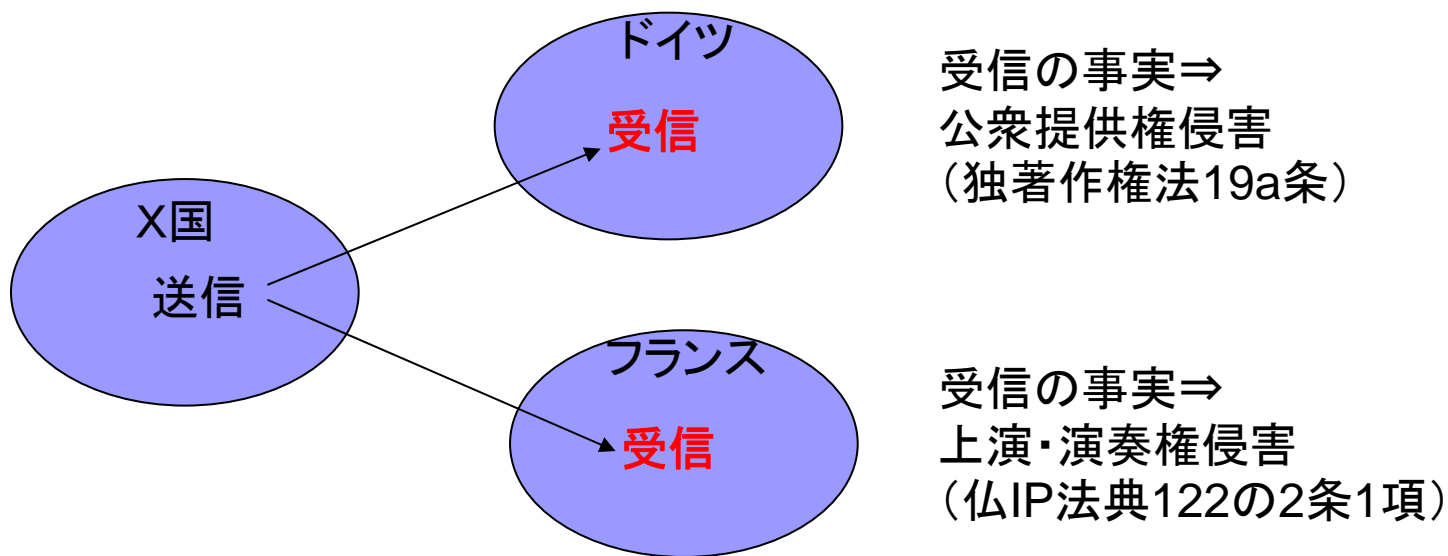 ドイツ
受信
受信の事実⇒
公衆提供権侵害
（独著作権法19a条）
X国
送信
フランス
受信
受信の事実⇒
上演・演奏権侵害
（仏IP法典122の2条1項）